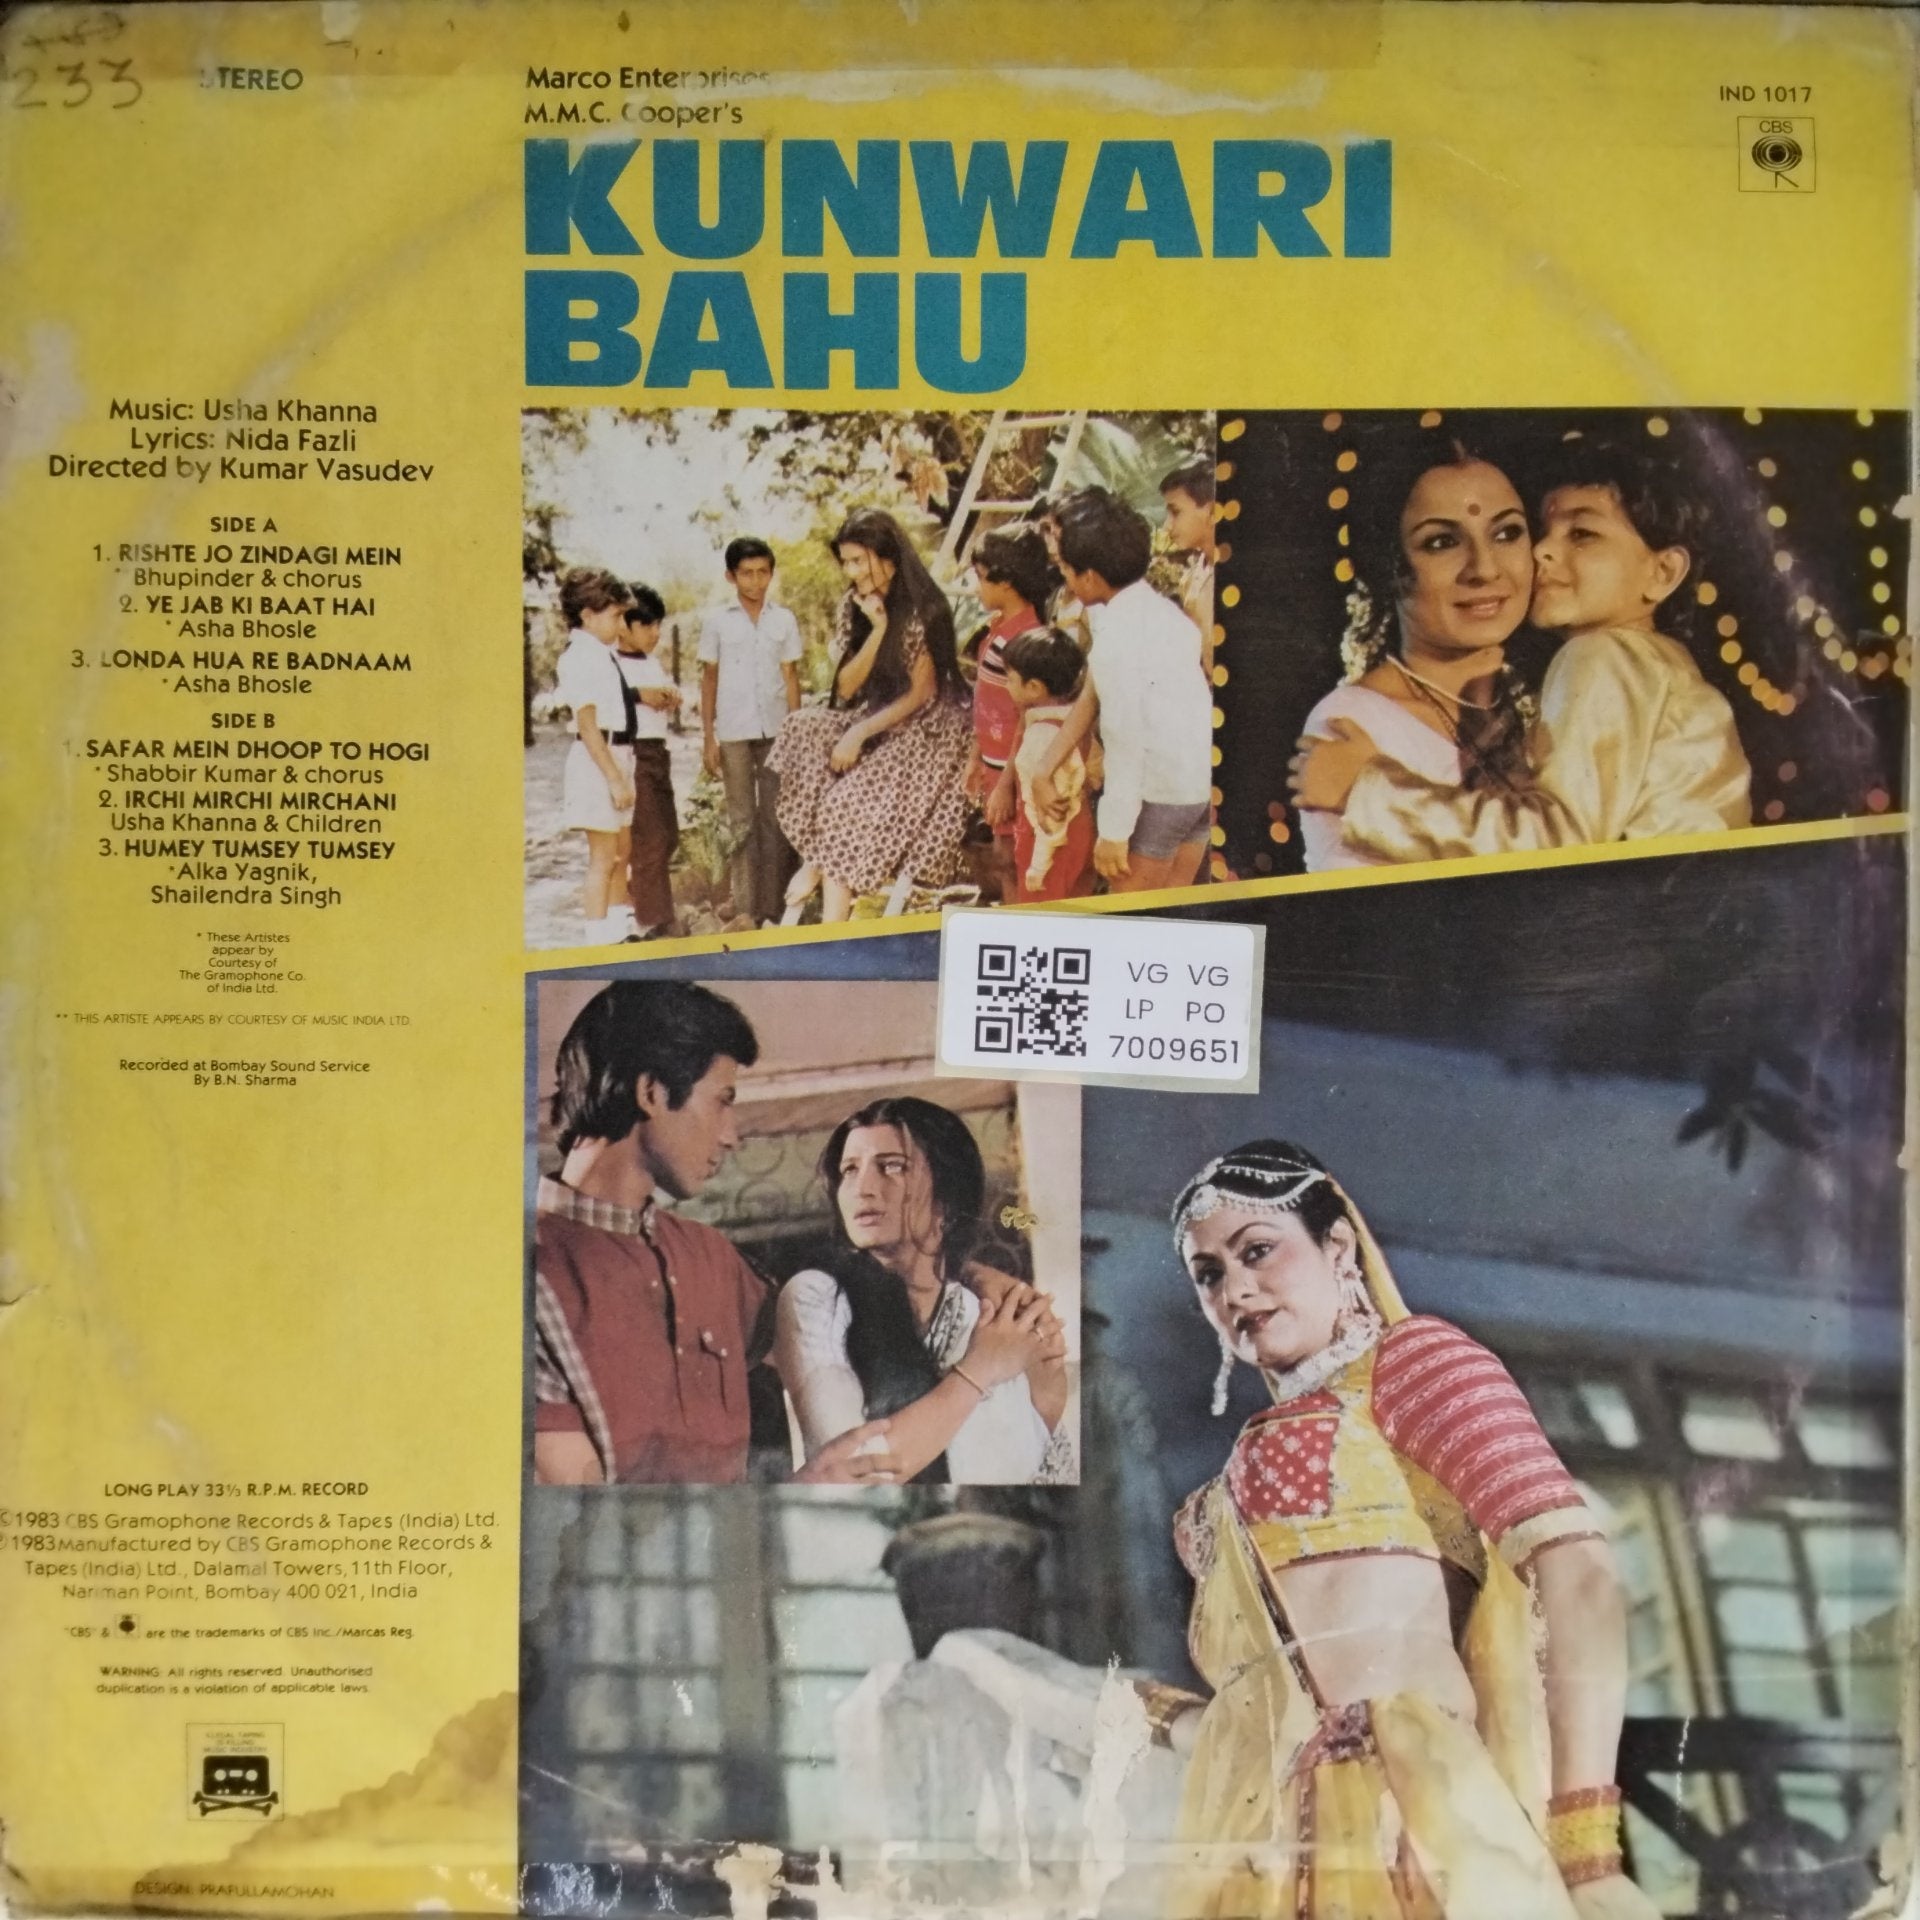 233
STEREO
Marco Enterprises
M.M.C. Cooper's
KUNWARI
BAHU
IND 1017
CBS
Music: Usha Khanna
Lyrics: Nida Fazli
Directed by Kumar Vasudev
SIDE A
1. RISHTE JO ZINDAGI MEIN
* Bhupinder & chorus
2. YE JAB KI BAAT HAI
* Asha Bhosle
3. LONDA HUA RE BADNAAM
* Asha Bhosle
SIDE B
1. SAFAR MEIN DHOOP TO HOGI
* Shabbir Kumar & chorus
2. IRCHI MIRCHI MIRCHANI
Usha Khanna & Children
3. HUMEY TUMSEY TUMSEY
*Alka Yagnik,
Shailendra Singh
* These Artistes
appear by
Courtesy of
The Gramophone Co.
of India Ltd.
** THIS ARTISTE APPEARS BY COURTESY OF MUSIC INDIA LTD.
Recorded at Bombay Sound Service
By B.N. Sharma
VG VG
LP PO
7009651
LONG PLAY 33⅓ R.P.M. RECORD
©1983 CBS Gramophone Records & Tapes (India) Ltd.
℗1983 Manufactured by CBS Gramophone Records &
Tapes (India) Ltd., Dalamal Towers, 11th Floor,
Nariman Point, Bombay 400 021, India
"CBS" & are the trademarks of CBS Inc./Marcas Reg.
WARNING: All rights reserved. Unauthorised
duplication is a violation of applicable laws.
ILLEGAL TAPING
IS KILLING
MUSIC INDUSTRY
DESIGN: PRAFULLAMOHAN